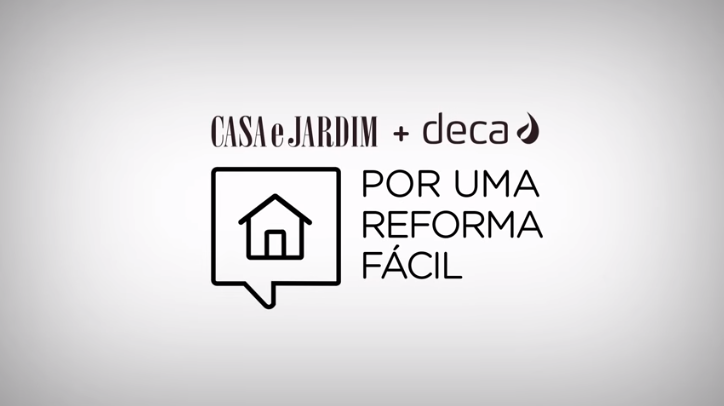 CASA e JARDIM + deca
POR UMA
REFORMA
FÁCIL